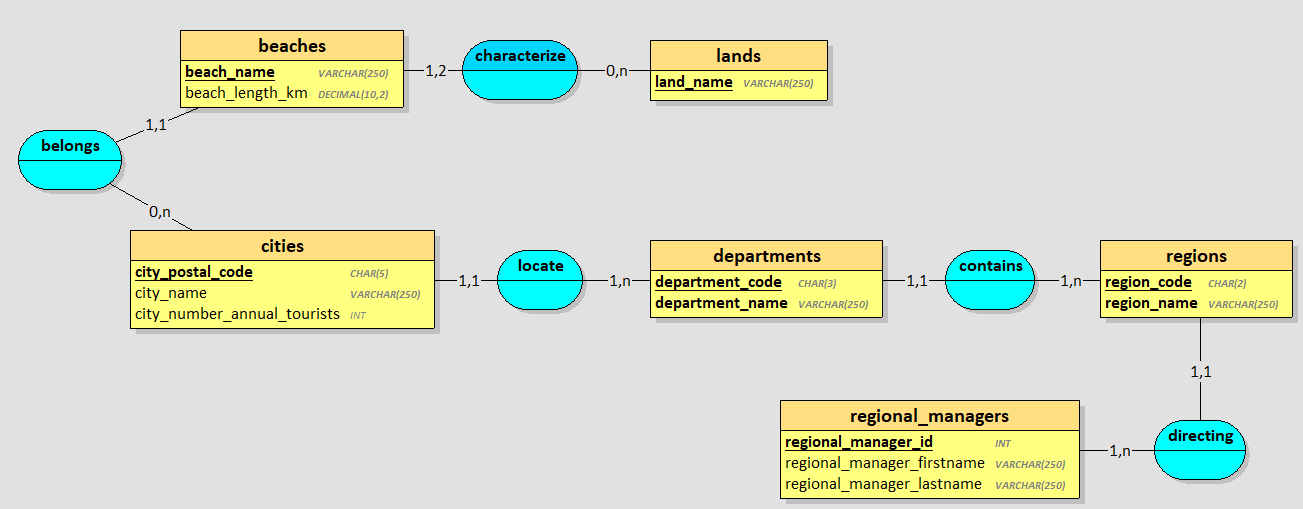 beaches
beach_name VARCHAR(250)
beach_length_km DECIMAL(10,2)
1,2
characterize
0,n
lands
land_name VARCHAR(250)
1,1
belongs
0,n
cities
city_postal_code CHAR(5)
city_name VARCHAR(250)
city_number_annual_tourists INT
1,1
locate
1,n
departments
department_code CHAR(3)
department_name VARCHAR(250)
1,1
contains
1,n
regions
region_code CHAR(2)
region_name VARCHAR(250)
1,1
regional_managers
regional_manager_id INT
regional_manager_firstname VARCHAR(250)
regional_manager_lastname VARCHAR(250)
1,n
directing